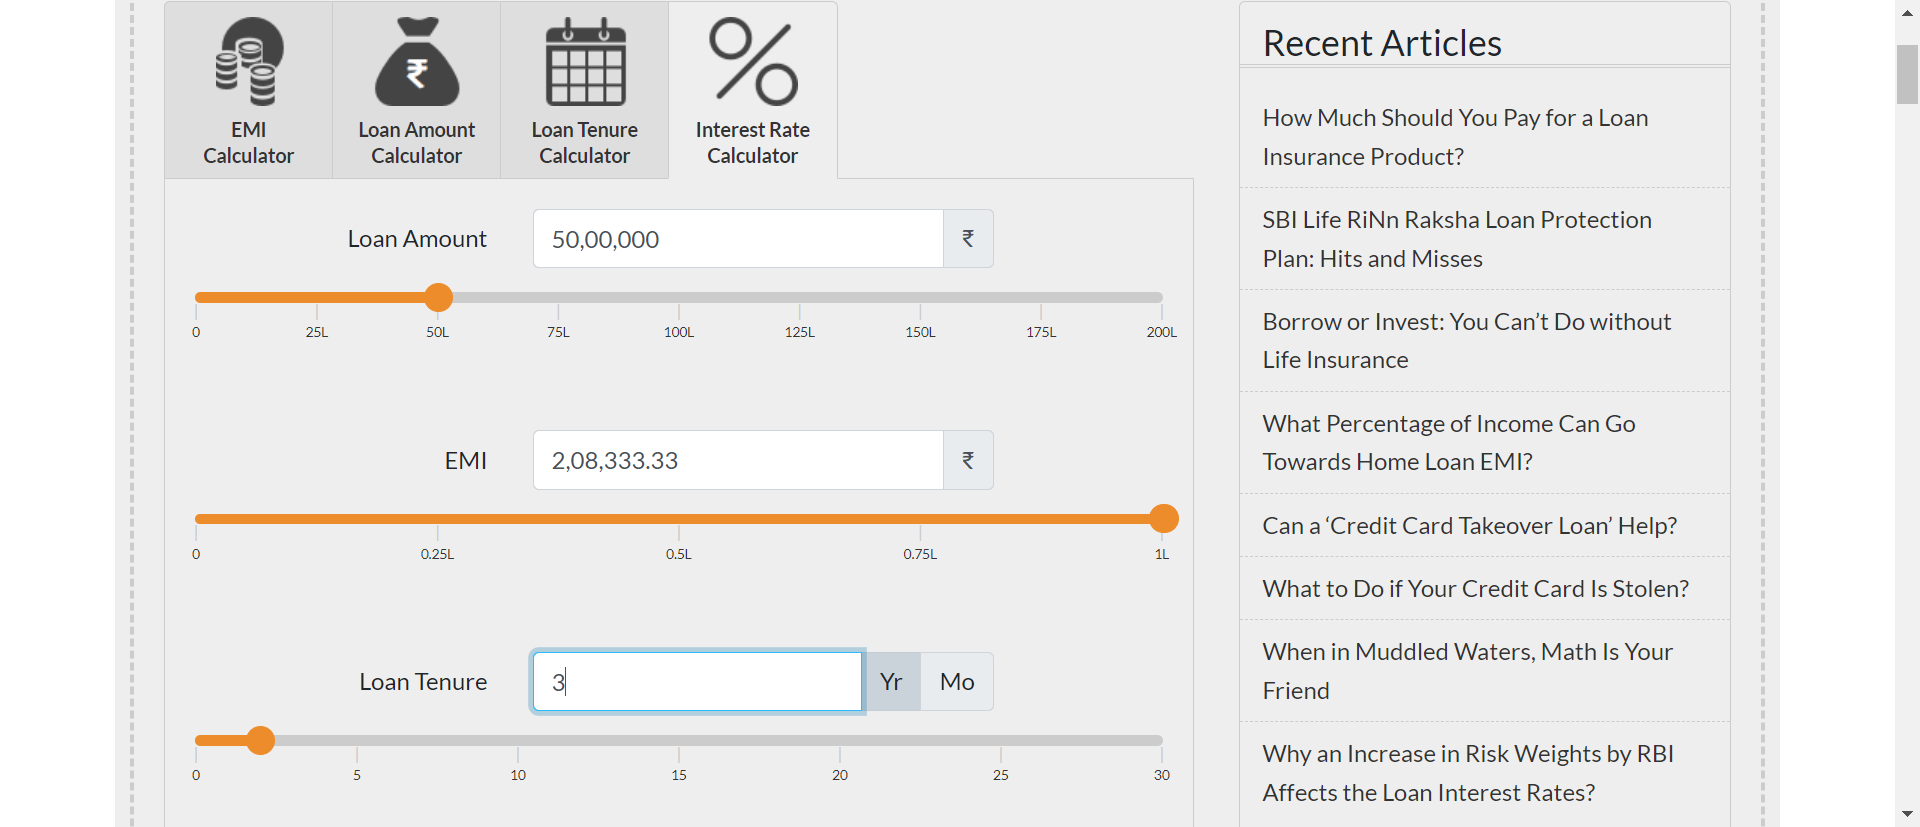 EMI
Calculator
Loan Amount
Calculator
Loan Tenure
Calculator
Interest Rate
Calculator
Loan Amount
50,00,000
₹
0 25L 50L 75L 100L 125L 150L 175L 200L
EMI
2,08,333.33
₹
0 0.25L 0.5L 0.75L 1L
Loan Tenure
3
Yr
Mo
0 5 10 15 20 25 30
Recent Articles
How Much Should You Pay for a Loan
Insurance Product?
SBI Life RiNn Raksha Loan Protection
Plan: Hits and Misses
Borrow or Invest: You Can’t Do without
Life Insurance
What Percentage of Income Can Go
Towards Home Loan EMI?
Can a ‘Credit Card Takeover Loan’ Help?
What to Do if Your Credit Card Is Stolen?
When in Muddled Waters, Math Is Your
Friend
Why an Increase in Risk Weights by RBI
Affects the Loan Interest Rates?